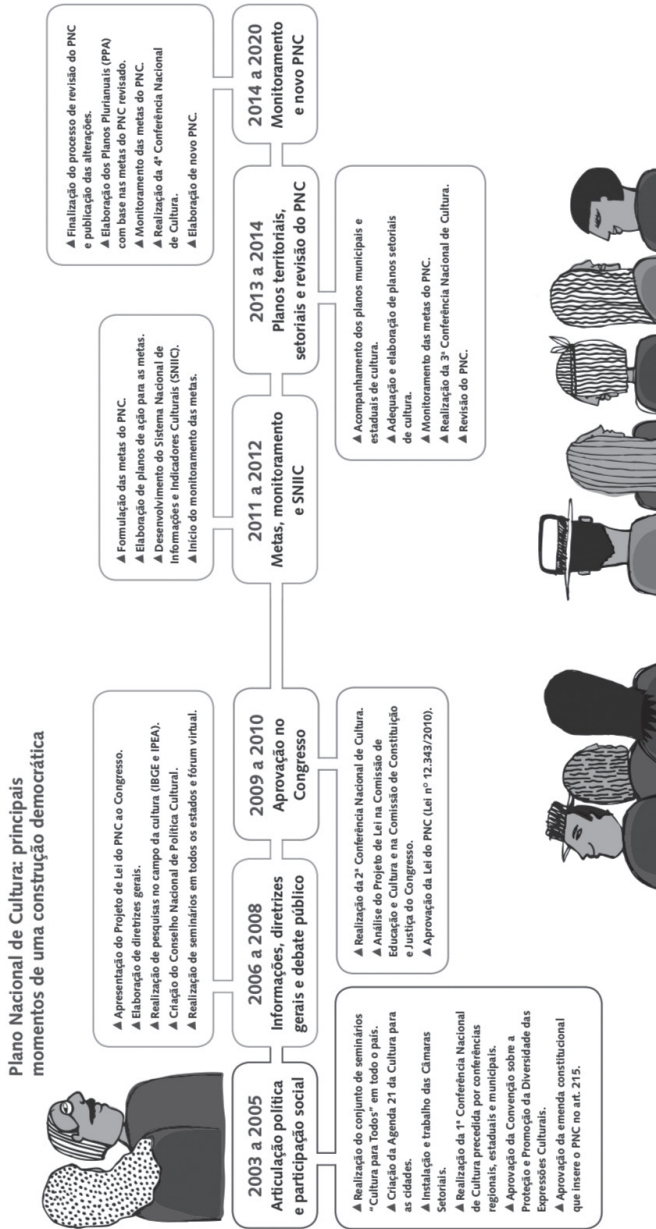 Plano Nacional de Cultura: principais
momentos de uma construção democrática
2003 a 2005
Articulação política
e participação social
▲ Realização do conjunto de seminários
“Cultura para Todos” em todo o país.
▲ Criação da Agenda 21 da Cultura para
as cidades.
▲ Instalação e trabalho das Câmaras
Setoriais.
▲ Realização da 1ª Conferência Nacional
de Cultura precedida por conferências
regionais, estaduais e municipais.
▲ Aprovação da Convenção sobre a
Proteção e Promoção da Diversidade das
Expressões Culturais.
▲ Aprovação da emenda constitucional
que insere o PNC no art. 215.
2006 a 2008
Informações, diretrizes
gerais e debate público
▲ Apresentação do Projeto de Lei do PNC ao Congresso.
▲ Elaboração de diretrizes gerais.
▲ Realização de pesquisas no campo da cultura (IBGE e IPEA).
▲ Criação do Conselho Nacional de Política Cultural.
▲ Realização de seminários em todos os estados e fórum virtual.
2009 a 2010
Aprovação no
Congresso
▲ Realização da 2ª Conferência Nacional de Cultura.
▲ Análise do Projeto de Lei na Comissão de
Educação e Cultura e na Comissão de Constituição
e Justiça do Congresso.
▲ Aprovação da Lei do PNC (Lei nº 12.343/2010).
2011 a 2012
Metas, monitoramento
e SNIIC
▲ Formulação das metas do PNC.
▲ Elaboração de planos de ação para as metas.
▲ Desenvolvimento do Sistema Nacional de
Informações e Indicadores Culturais (SNIIC).
▲ Início do monitoramento das metas.
2013 a 2014
Planos territoriais,
setoriais e revisão do PNC
▲ Acompanhamento dos planos municipais e
estaduais de cultura.
▲ Adequação e elaboração de planos setoriais
de cultura.
▲ Monitoramento das metas do PNC.
▲ Realização da 3ª Conferência Nacional de Cultura.
▲ Revisão do PNC.
2014 a 2020
Monitoramento
e novo PNC
▲ Finalização do processo de revisão do PNC
e publicação das alterações.
▲ Elaboração dos Planos Plurianuais (PPA)
com base nas metas do PNC revisado.
▲ Monitoramento das metas do PNC.
▲ Realização da 4ª Conferência Nacional
de Cultura.
▲ Elaboração de novo PNC.